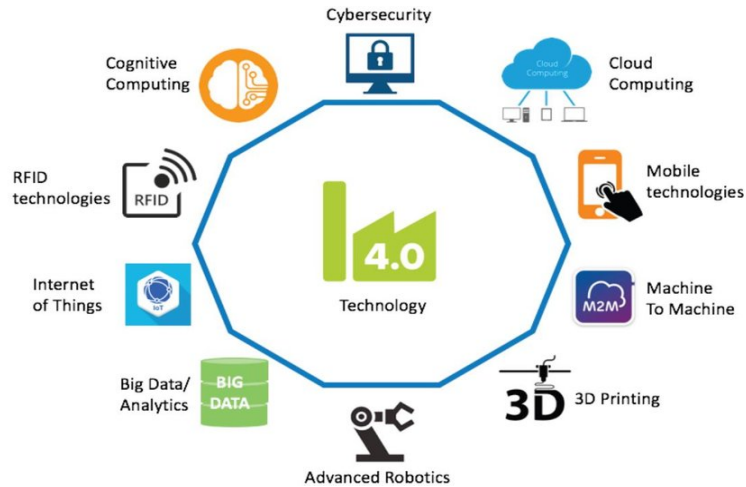 Cybersecurity
Cognitive
Computing
Cloud
Computing
Cloud
Computing
RFID
technologies
RFID
Mobile
technologies
4.0
Technology
Internet
of Things
IoT
M2M
Machine
To Machine
Big Data/
Analytics
BIG
DATA
3D
3D Printing
Advanced Robotics